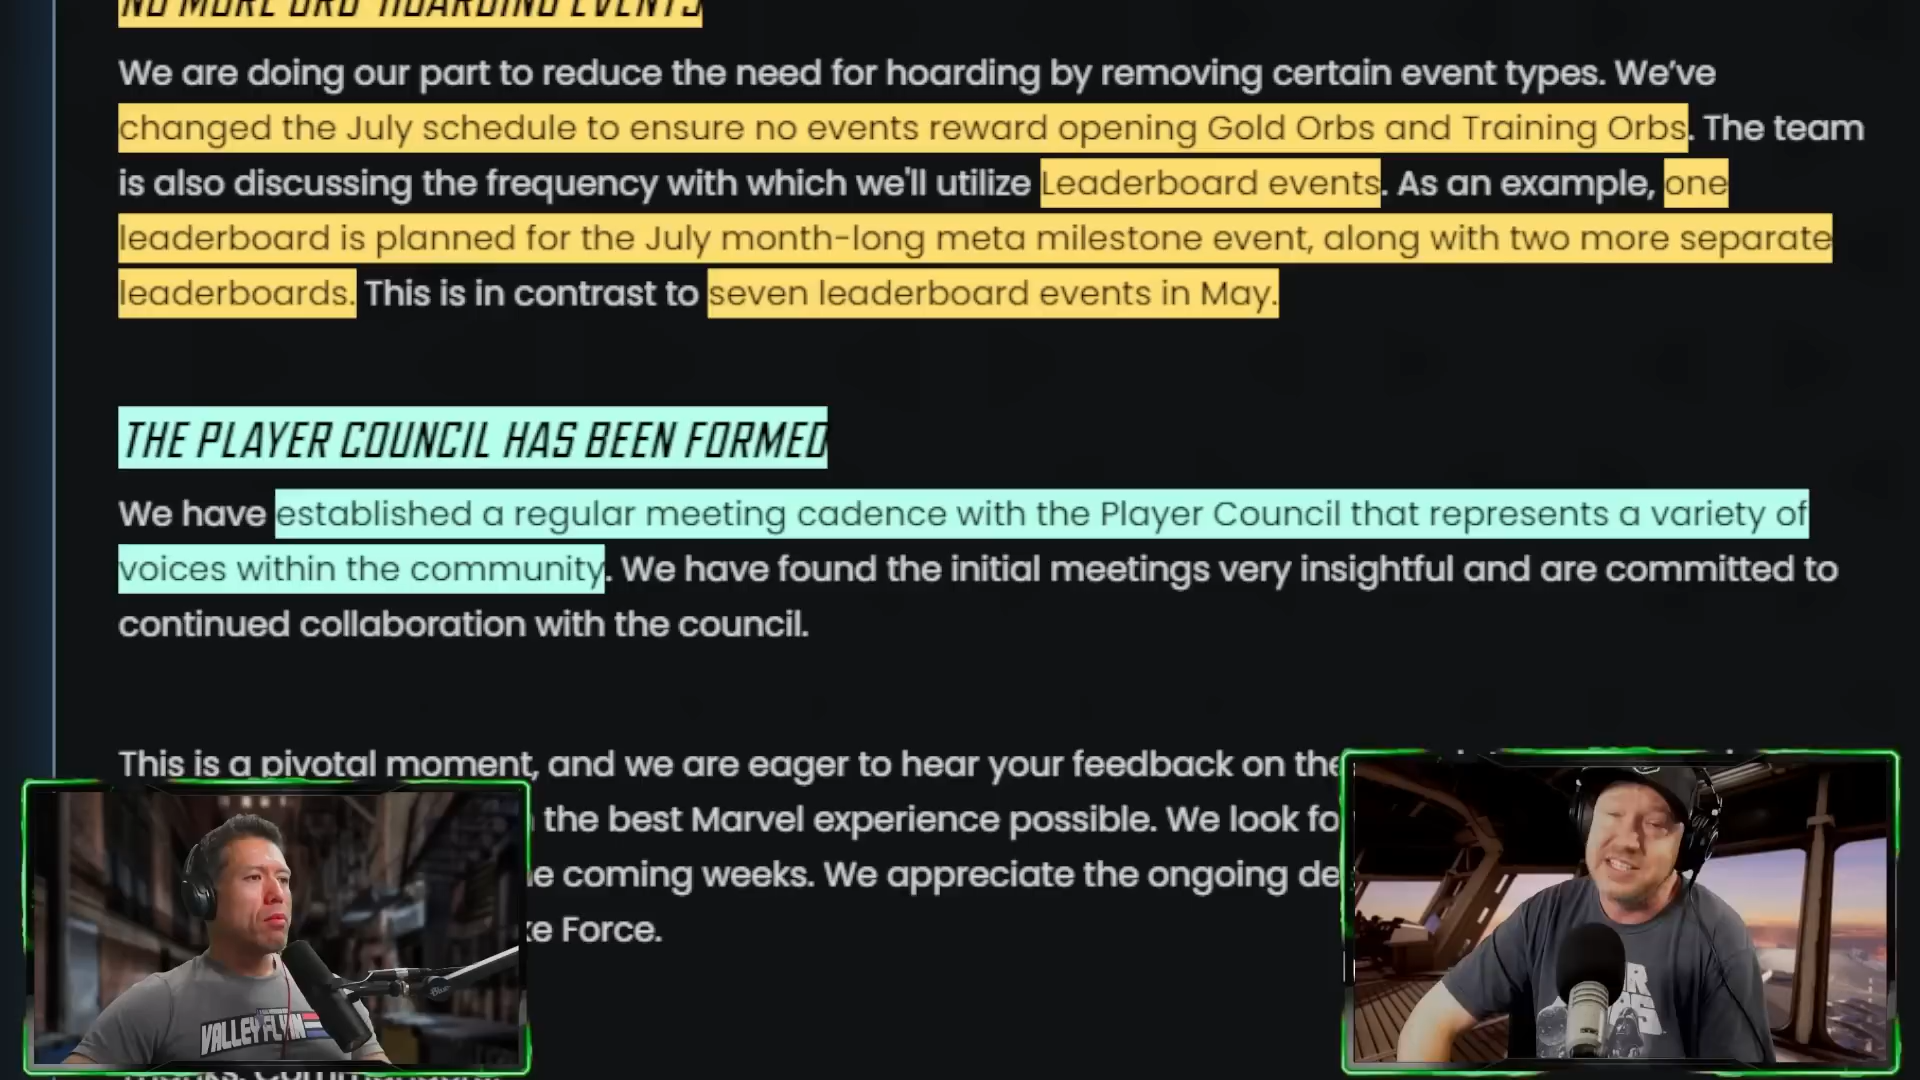 NO MORE ORB HOARDING EVENTS
We are doing our part to reduce the need for hoarding by removing certain event types. We’ve
changed the July schedule to ensure no events reward opening Gold Orbs and Training Orbs. The team
is also discussing the frequency with which we'll utilize Leaderboard events. As an example, one
leaderboard is planned for the July month-long meta milestone event, along with two more separate
leaderboards. This is in contrast to seven leaderboard events in May.
THE PLAYER COUNCIL HAS BEEN FORMED
We have established a regular meeting cadence with the Player Council that represents a variety of
voices within the community. We have found the initial meetings very insightful and are committed to
continued collaboration with the council.
This is a pivotal moment, and we are eager to hear your feedback on the
the best Marvel experience possible. We look fo
coming weeks. We appreciate the ongoing de
Force.
VALLEY FLYIN